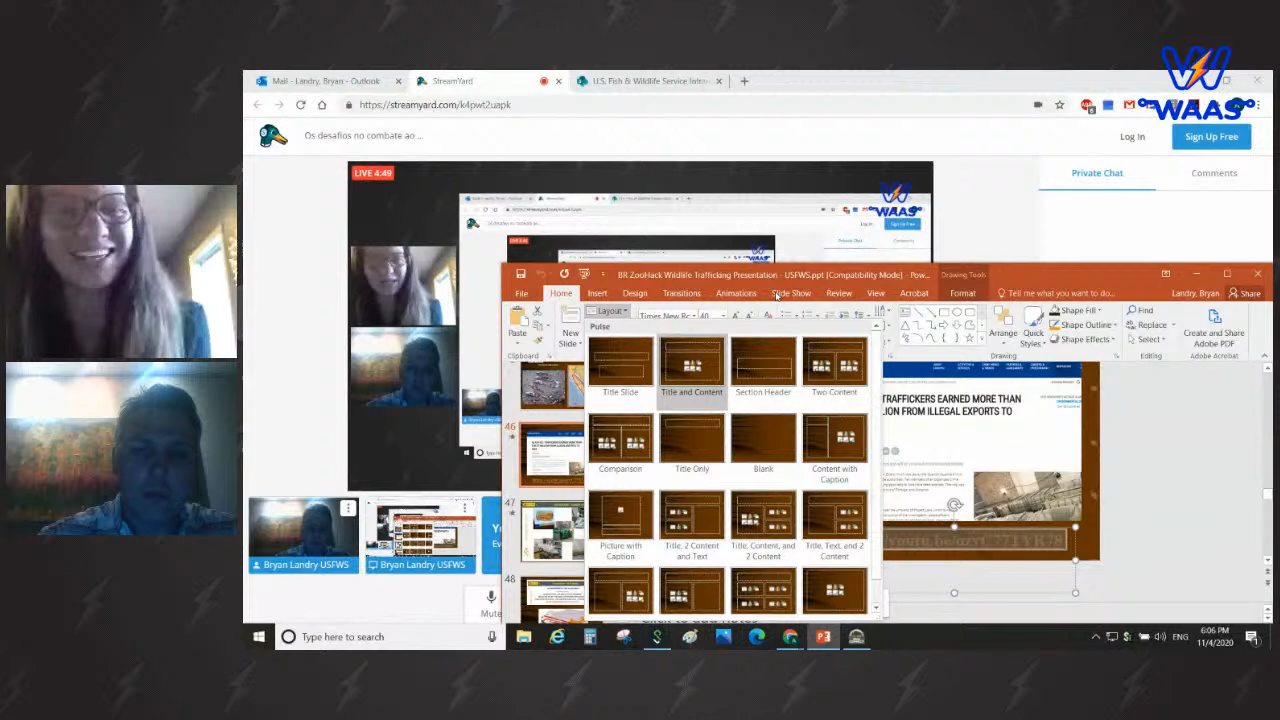 WAAS
Mail - Landry, Bryan - Outlook
StreamYard
U.S. Fish & Wildlife Service Intran
https://streamyard.com/k4pwt2uapk
Os desafios no combate ao ...
Log In
Sign Up Free
LIVE 4:49
Private Chat
Comments
BR ZooHack Wildlife Trafficking Presentation - USFWS.ppt [Compatibility Mode] - Pow...
Drawing Tools
File
Home
Insert
Design
Transitions
Animations
Slide Show
Review
View
Acrobat
Format
Tell me what you want to do...
Landry, Bryan
Share
Paste
Clipboard
New
Slide
Layout
Times New Ro
40
Arrange
Quick
Styles
Shape Fill
Shape Outline
Shape Effects
Drawing
Find
Replace
Select
Editing
Create and Share
Adobe PDF
Adobe Acrobat
Pulse
Title Slide
Title and Content
Section Header
Two Content
Comparison
Title Only
Blank
Content with
Caption
Picture with
Caption
Title, 2 Content
and Text
Title, Content, and
2 Content
Title, Text, and 2
Content
46
47
48
TRAFFICKERS EARNED MORE THAN
LION FROM ILLEGAL EXPORTS TO
Bryan Landry USFWS
Bryan Landry USFWS
Mute
Type here to search
ENG
6:06 PM
11/4/2020